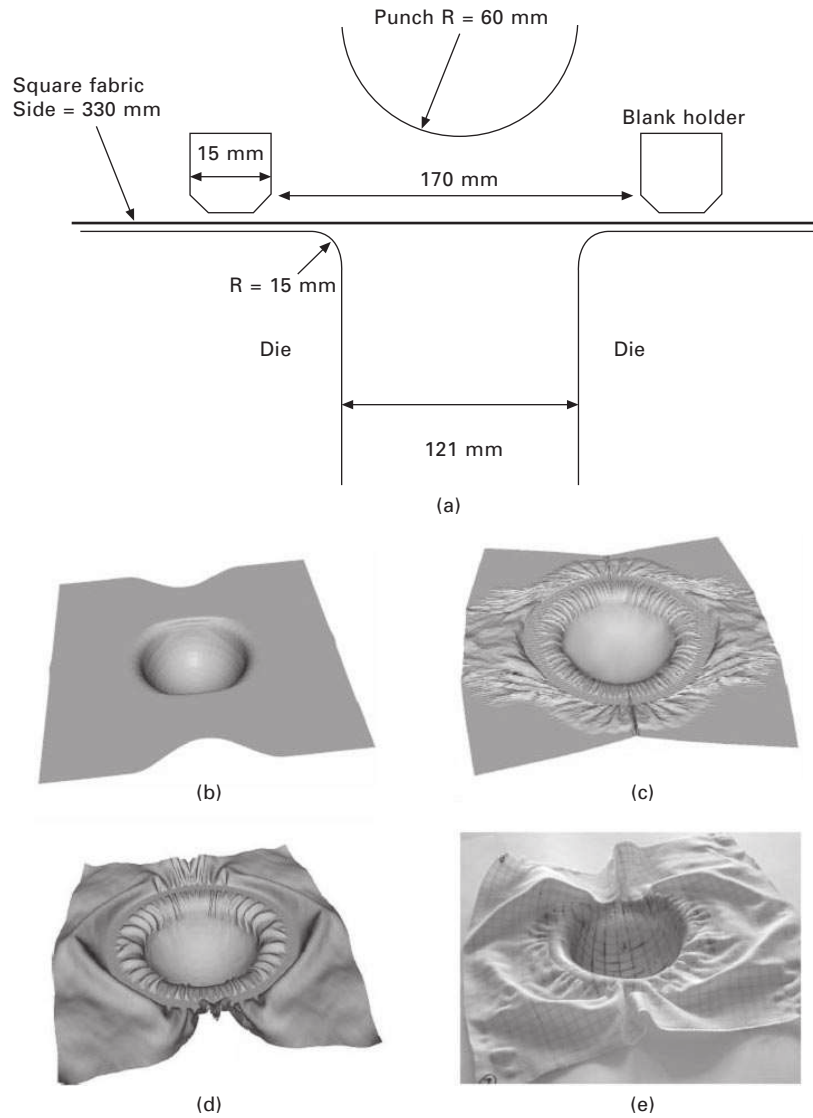 Punch R = 60 mm
Square fabric
Side = 330 mm
Blank holder
15 mm
170 mm
R = 15 mm
Die
Die
121 mm
(a)
(b)
(c)
(d)
(e)